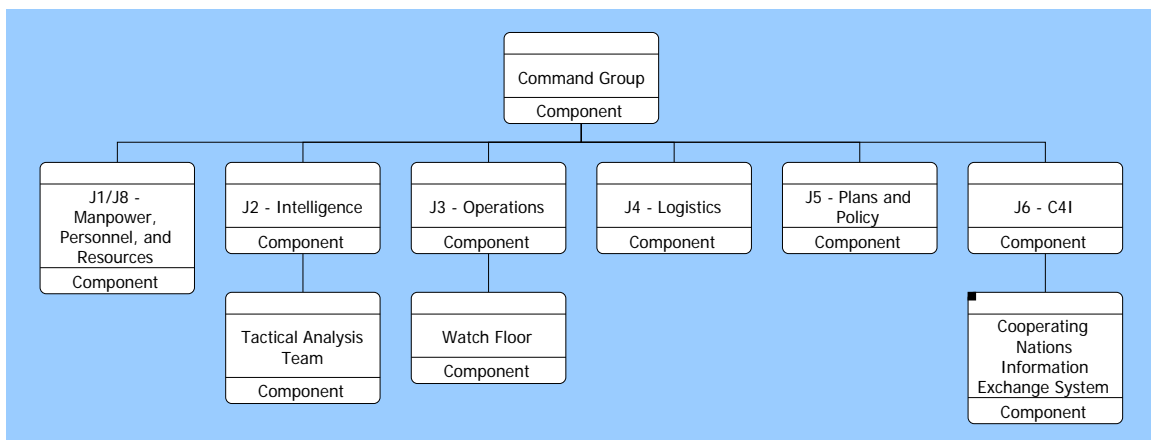 Command Group
Component
J1/J8 -
Manpower,
Personnel, and
Resources
Component
J2 - Intelligence
Component
J3 - Operations
Component
J4 - Logistics
Component
J5 - Plans and
Policy
Component
J6 - C4I
Component
Tactical Analysis
Team
Component
Watch Floor
Component
Cooperating
Nations
Information
Exchange System
Component